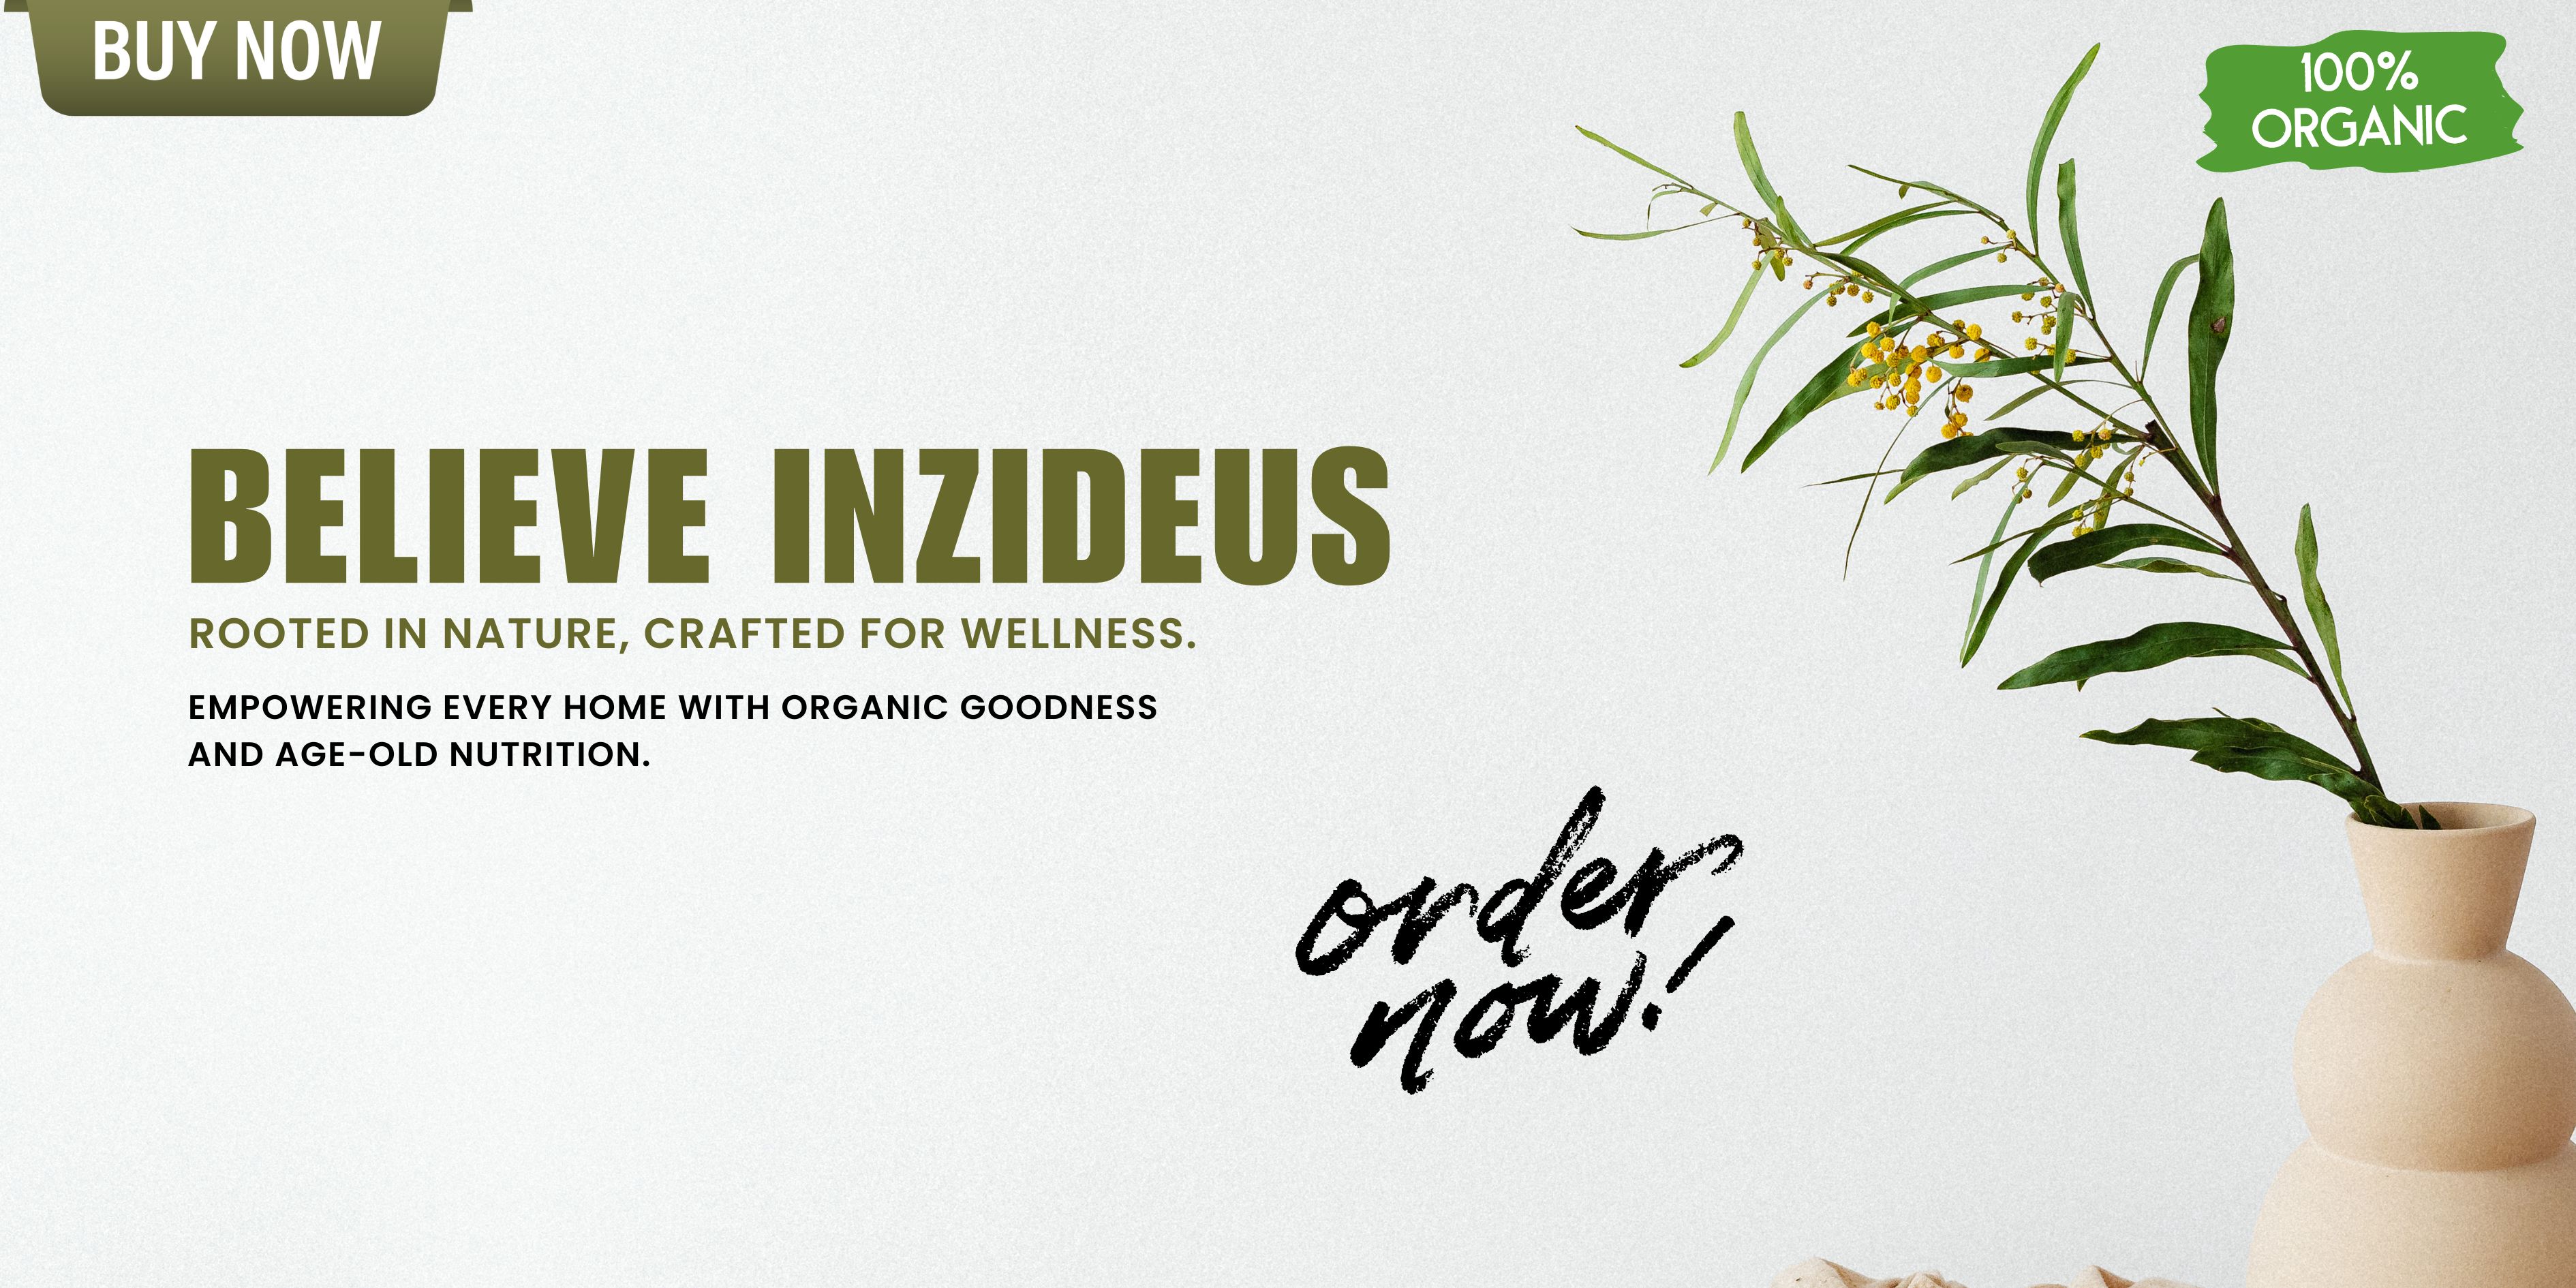 BUY NOW
100%
ORGANIC
BELIEVE INZIDEUS
ROOTED IN NATURE, CRAFTED FOR WELLNESS.
EMPOWERING EVERY HOME WITH ORGANIC GOODNESS
AND AGE-OLD NUTRITION.
order
now!